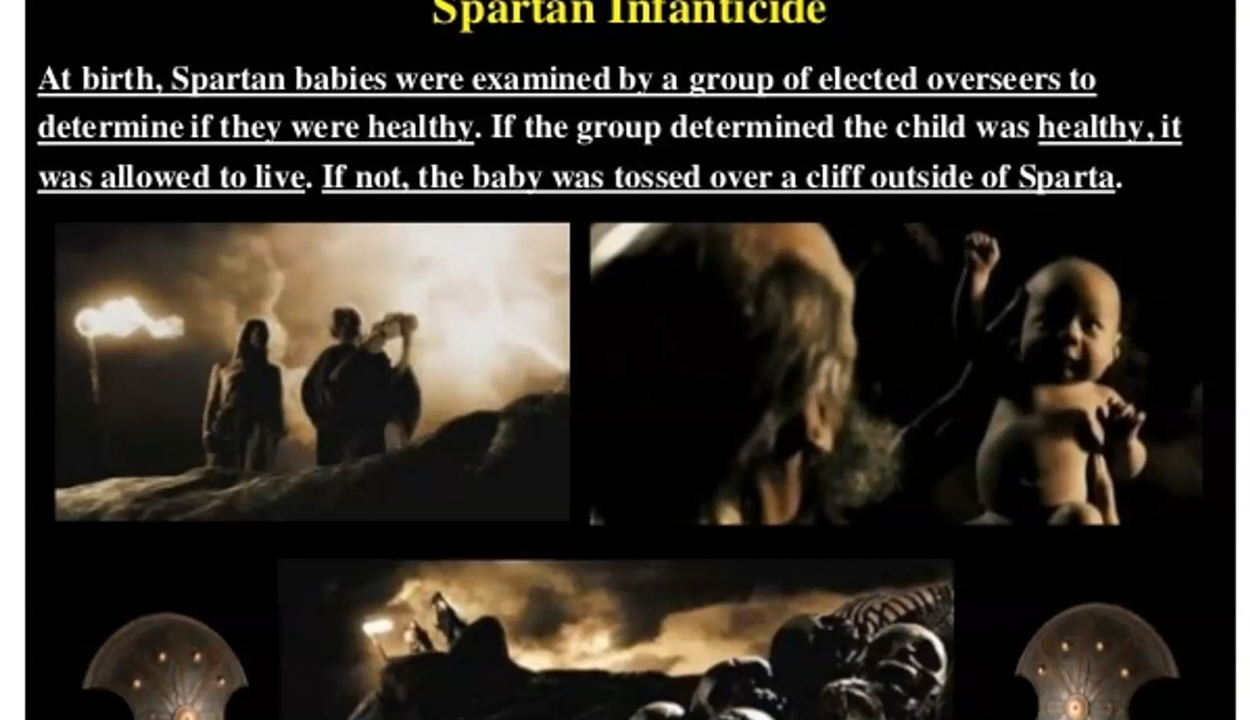 Spartan Infanticide
At birth, Spartan babies were examined by a group of elected overseers to
determine if they were healthy. If the group determined the child was healthy, it
was allowed to live. If not, the baby was tossed over a cliff outside of Sparta.